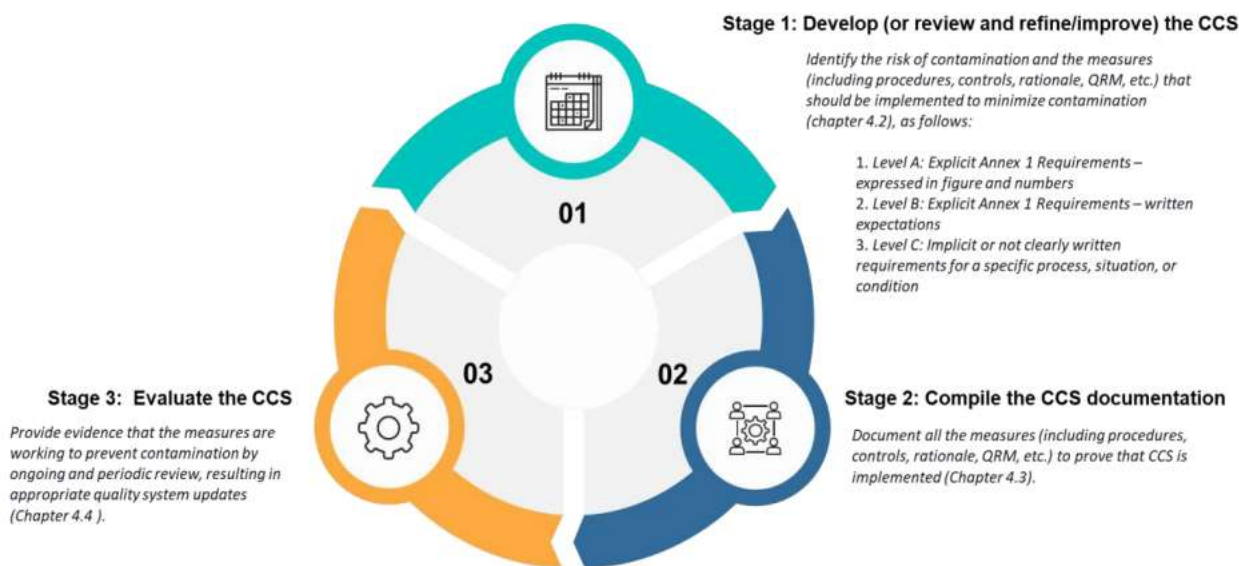 Stage 1: Develop (or review and refine/improve) the CCS
Identify the risk of contamination and the measures
(including procedures, controls, rationale, QRM, etc.) that
should be implemented to minimize contamination
(chapter 4.2), as follows:
1. Level A: Explicit Annex 1 Requirements –
expressed in figure and numbers
2. Level B: Explicit Annex 1 Requirements – written
expectations
3. Level C: Implicit or not clearly written
requirements for a specific process, situation, or
condition
01
02
03
Stage 2: Compile the CCS documentation
Document all the measures (including procedures,
controls, rationale, QRM, etc.) to prove that CCS is
implemented (Chapter 4.3).
Stage 3: Evaluate the CCS
Provide evidence that the measures are
working to prevent contamination by
ongoing and periodic review, resulting in
appropriate quality system updates
(Chapter 4.4 ).